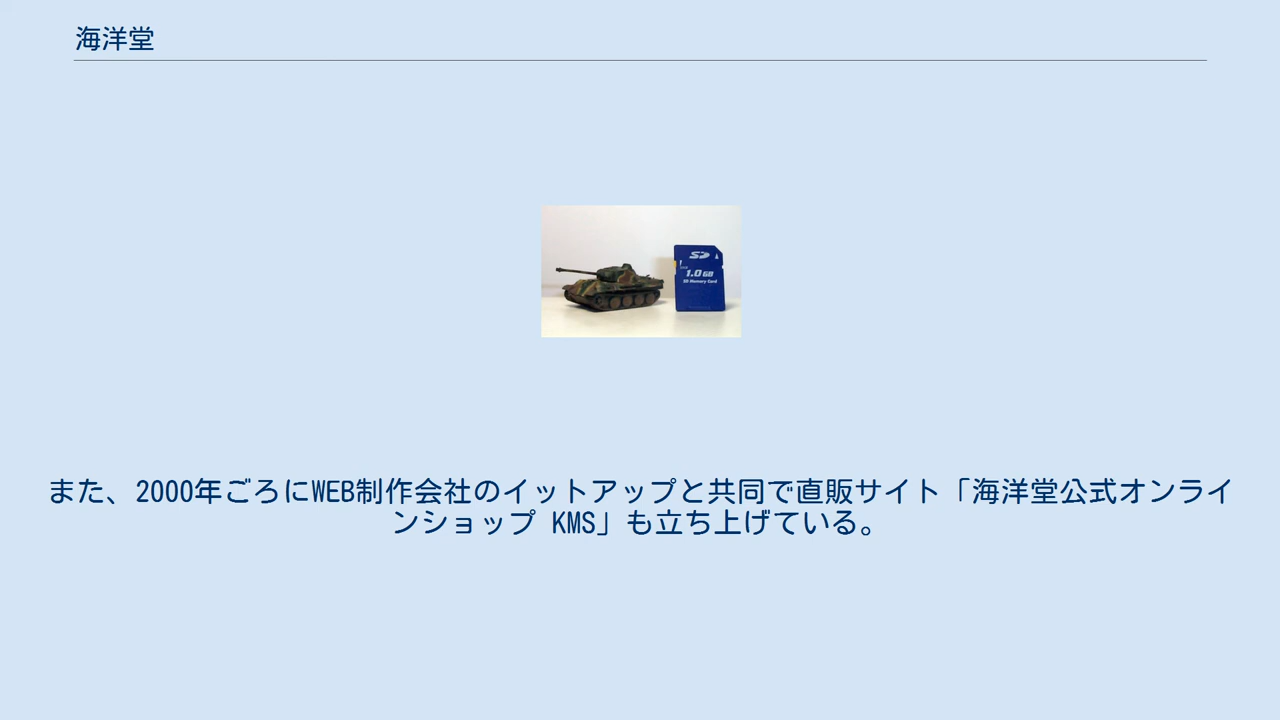 海洋堂
SD
1.0GB
SD Memory Card
また、2000年ごろにWEB制作会社のイットアップと共同で直販サイト「海洋堂公式オンライ
ンショップ KMS」も立ち上げている。